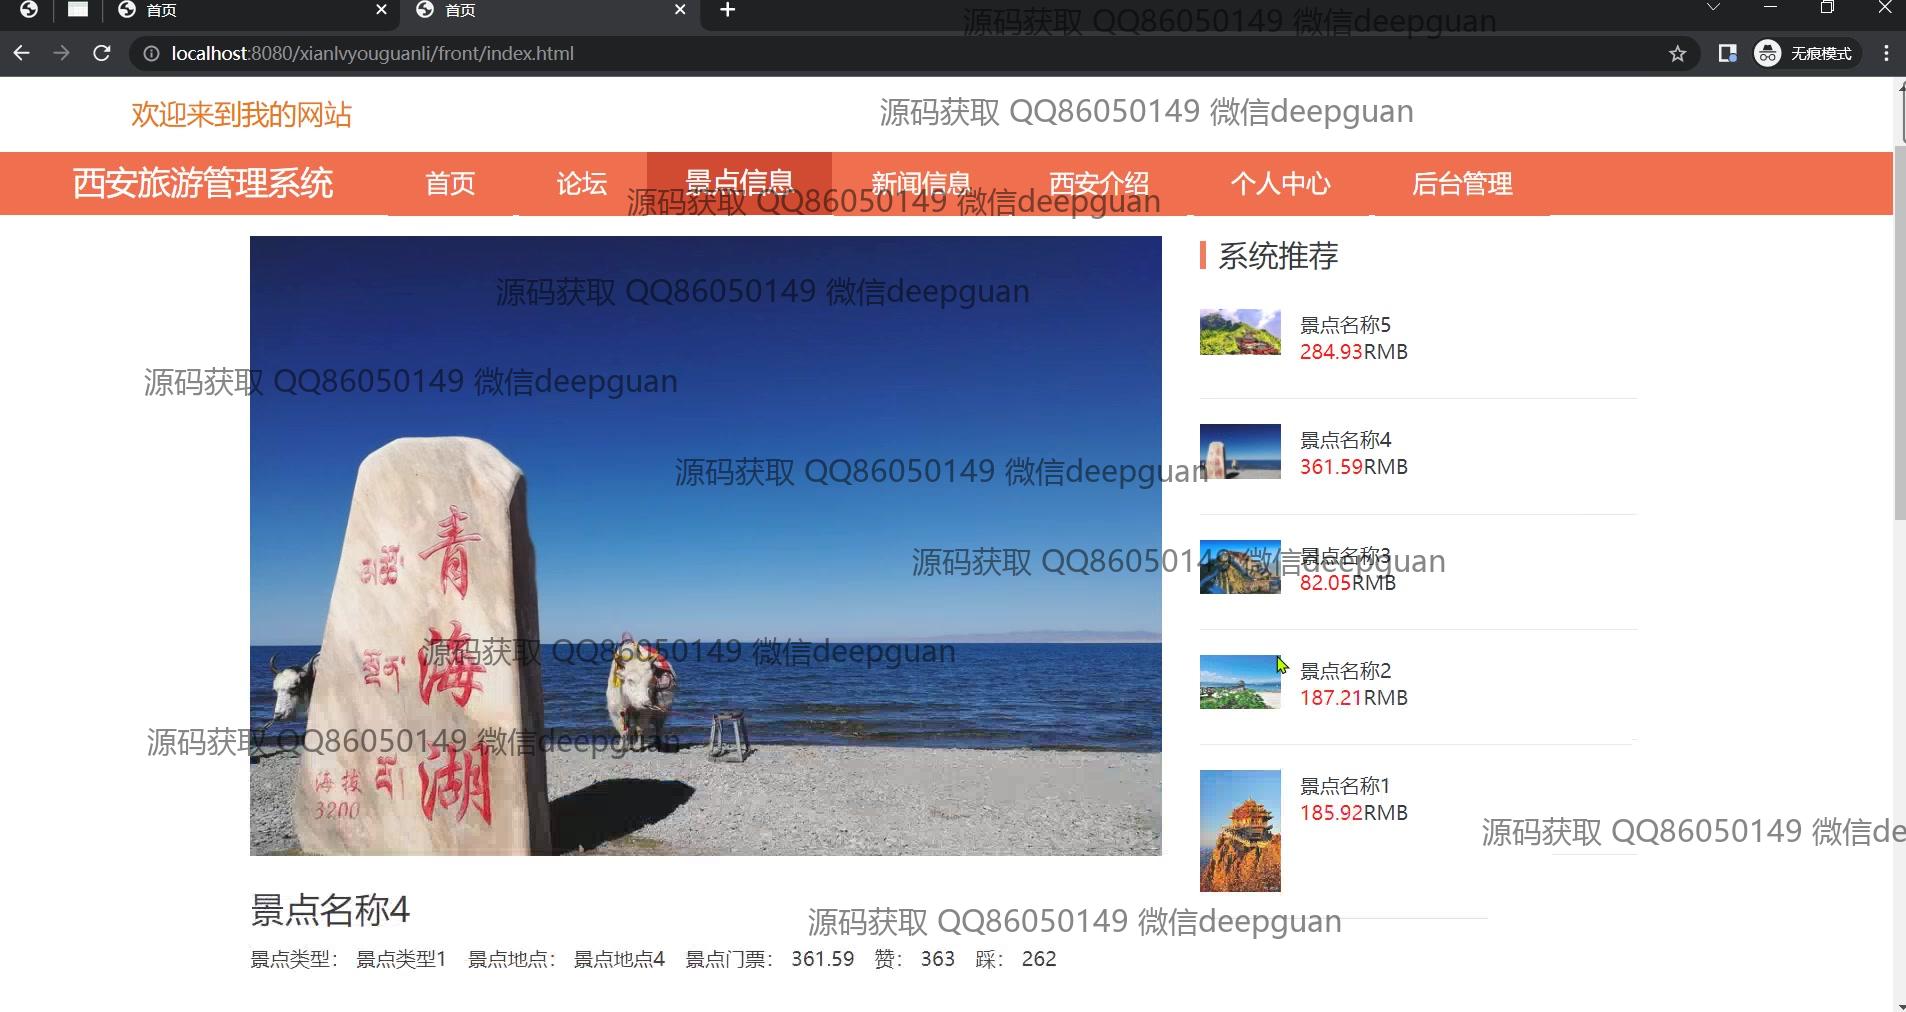 首页
首页
源码获取 QQ86050149 微信deepguan
localhost:8080/xianlvyouguanli/front/index.html
无痕模式
欢迎来到我的网站
源码获取 QQ86050149 微信deepguan
西安旅游管理系统
首页
论坛
景点信息
新闻信息
西安介绍
个人中心
后台管理
源码获取 QQ86050149 微信deepguan
系统推荐
源码获取 QQ86050149 微信deepguan
景点名称5
284.93RMB
源码获取 QQ86050149 微信deepguan
景点名称4
361.59RMB
源码获取 QQ86050149 微信deepguan
青海湖
海拔
3200
景点名称3
82.05RMB
源码获取 QQ86050149 微信deepguan
源码获取 QQ86050149 微信deepguan
景点名称2
187.21RMB
源码获取 QQ86050149 微信deepguan
景点名称1
185.92RMB
源码获取 QQ86050149 微信de
景点名称4
源码获取 QQ86050149 微信deepguan
景点类型： 景点类型1 景点地点： 景点地点4 景点门票： 361.59 赞： 363 踩： 262